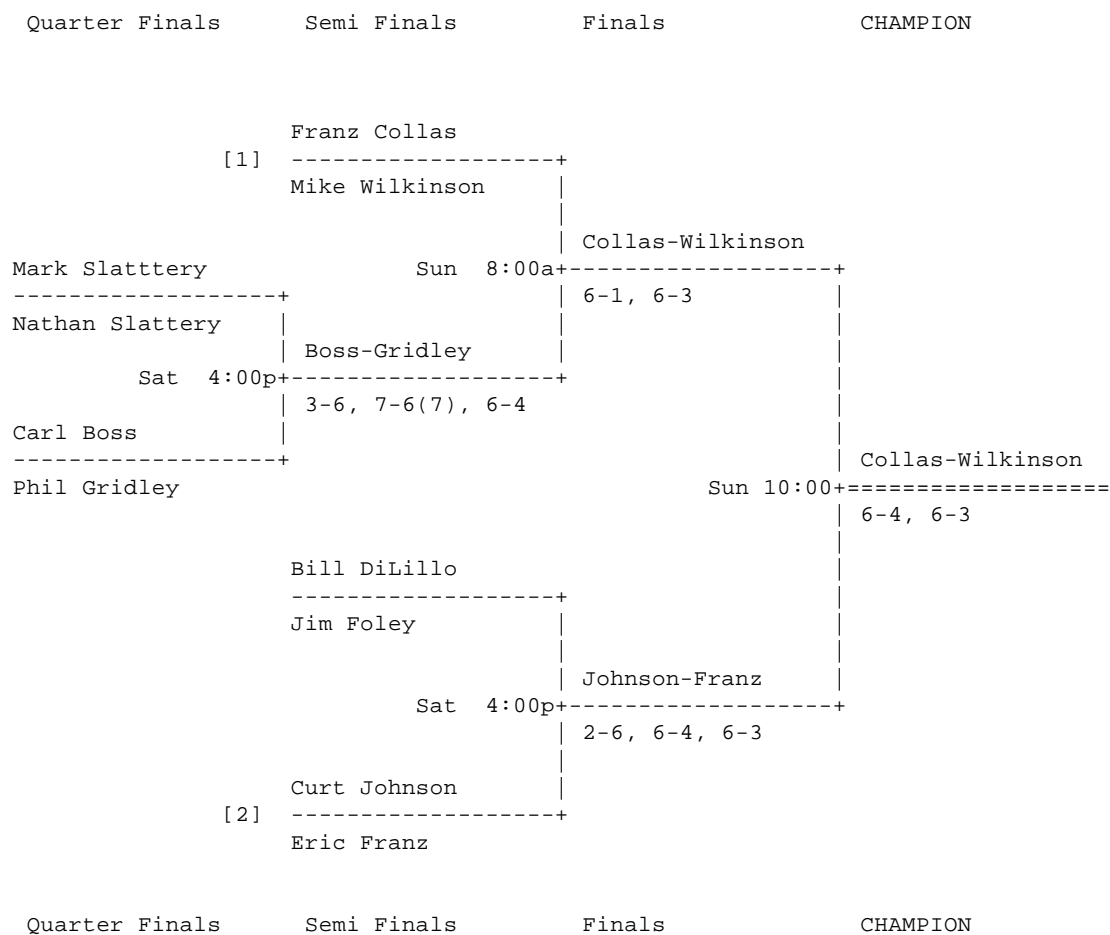 Quarter Finals Semi Finals Finals CHAMPION
Franz Collas
[1]
Mike Wilkinson
Collas-Wilkinson
Mark Slatttery Sun 8:00a
6-1, 6-3
Nathan Slattery
Boss-Gridley
Sat 4:00p
3-6, 7-6(7), 6-4
Carl Boss
Collas-Wilkinson
Phil Gridley Sun 10:00
6-4, 6-3
Bill DiLillo
Jim Foley
Johnson-Franz
Sat 4:00p
2-6, 6-4, 6-3
Curt Johnson
[2]
Eric Franz
Quarter Finals Semi Finals Finals CHAMPION